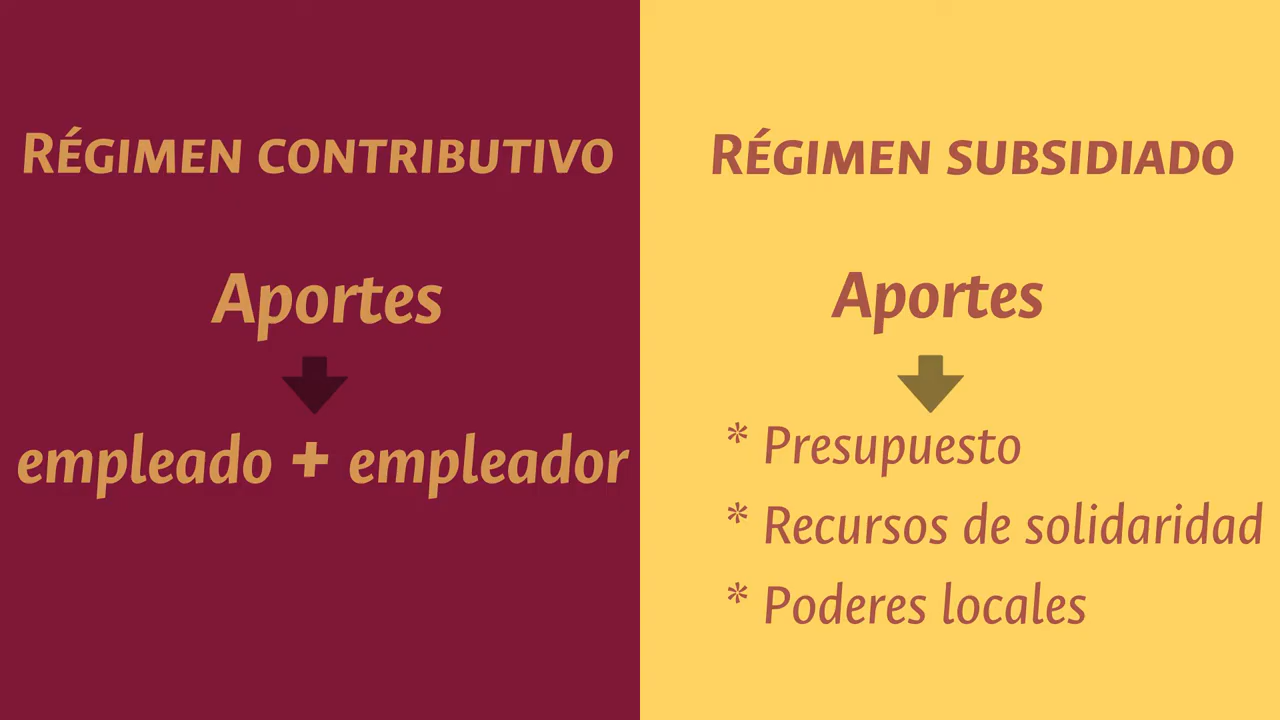 RÉGIMEN CONTRIBUTIVO
Aportes
empleado + empleador
RÉGIMEN SUBSIDIADO
Aportes
* Presupuesto
* Recursos de solidaridad
* Poderes locales